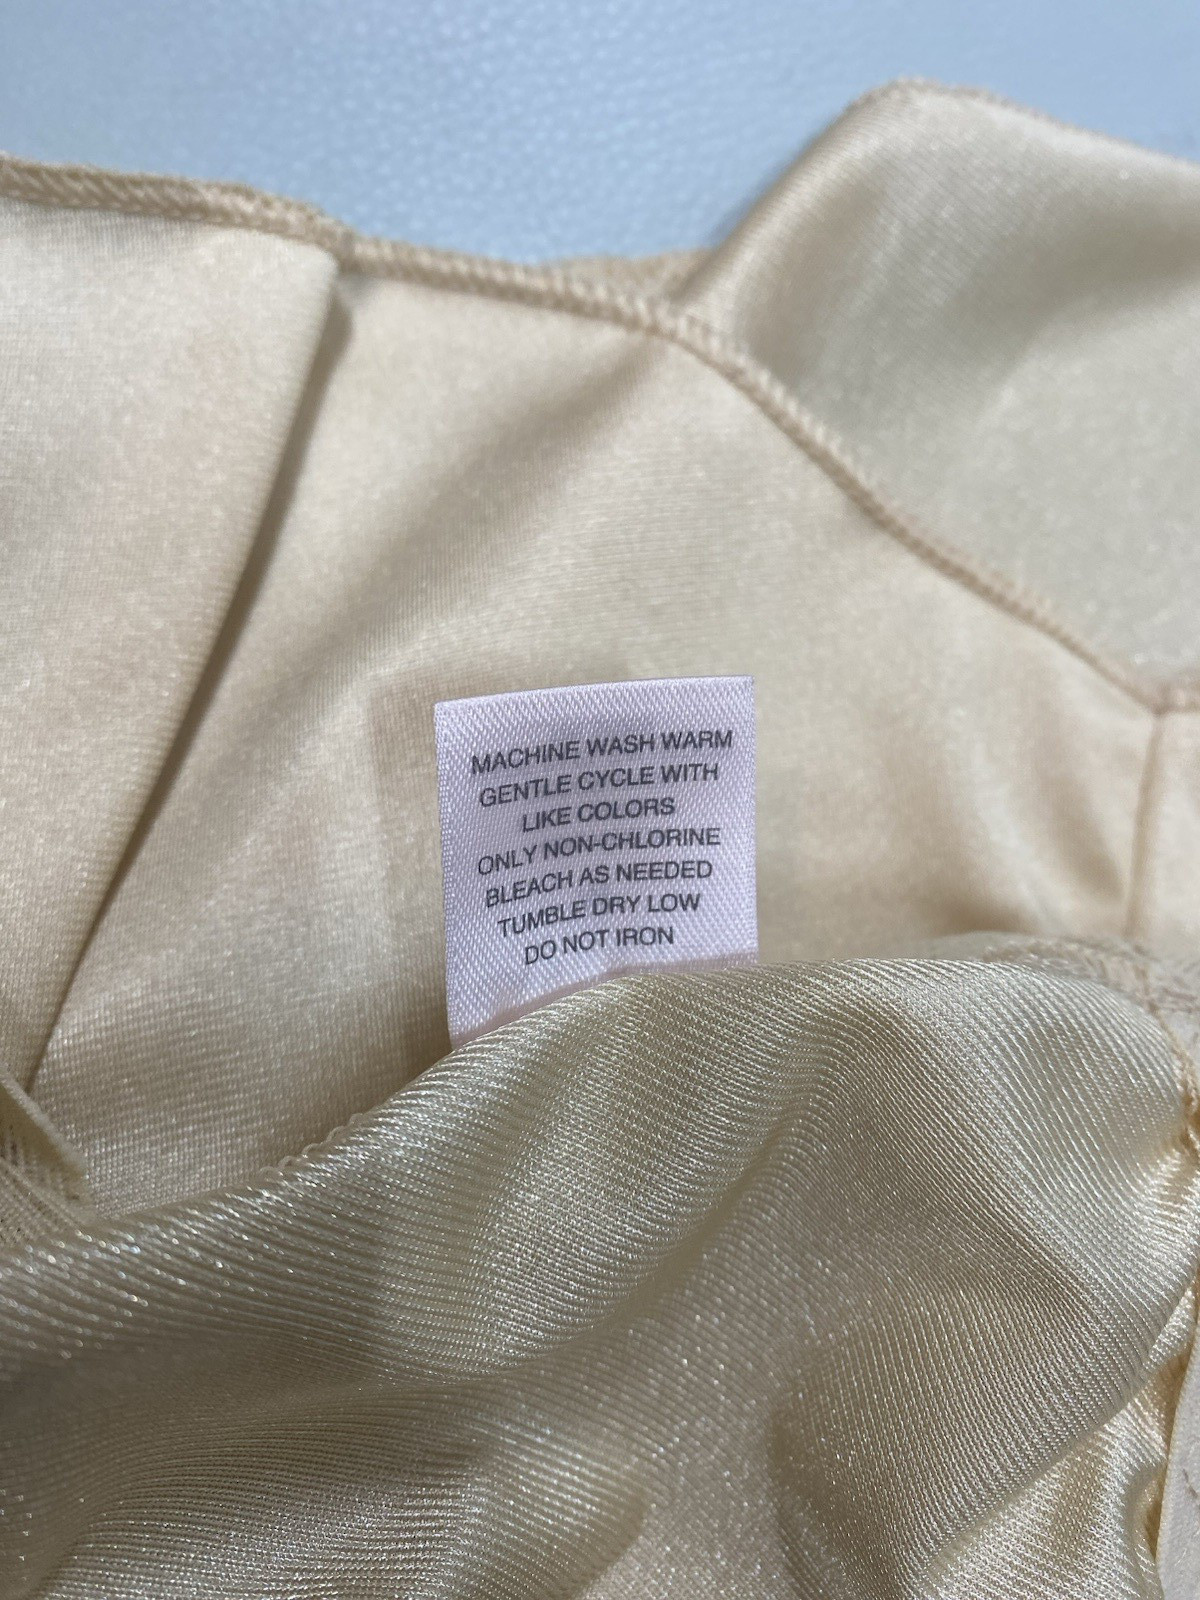 MACHINE WASH WARM
GENTLE CYCLE WITH
LIKE COLORS
ONLY NON-CHLORINE
BLEACH AS NEEDED
TUMBLE DRY LOW
DO NOT IRON